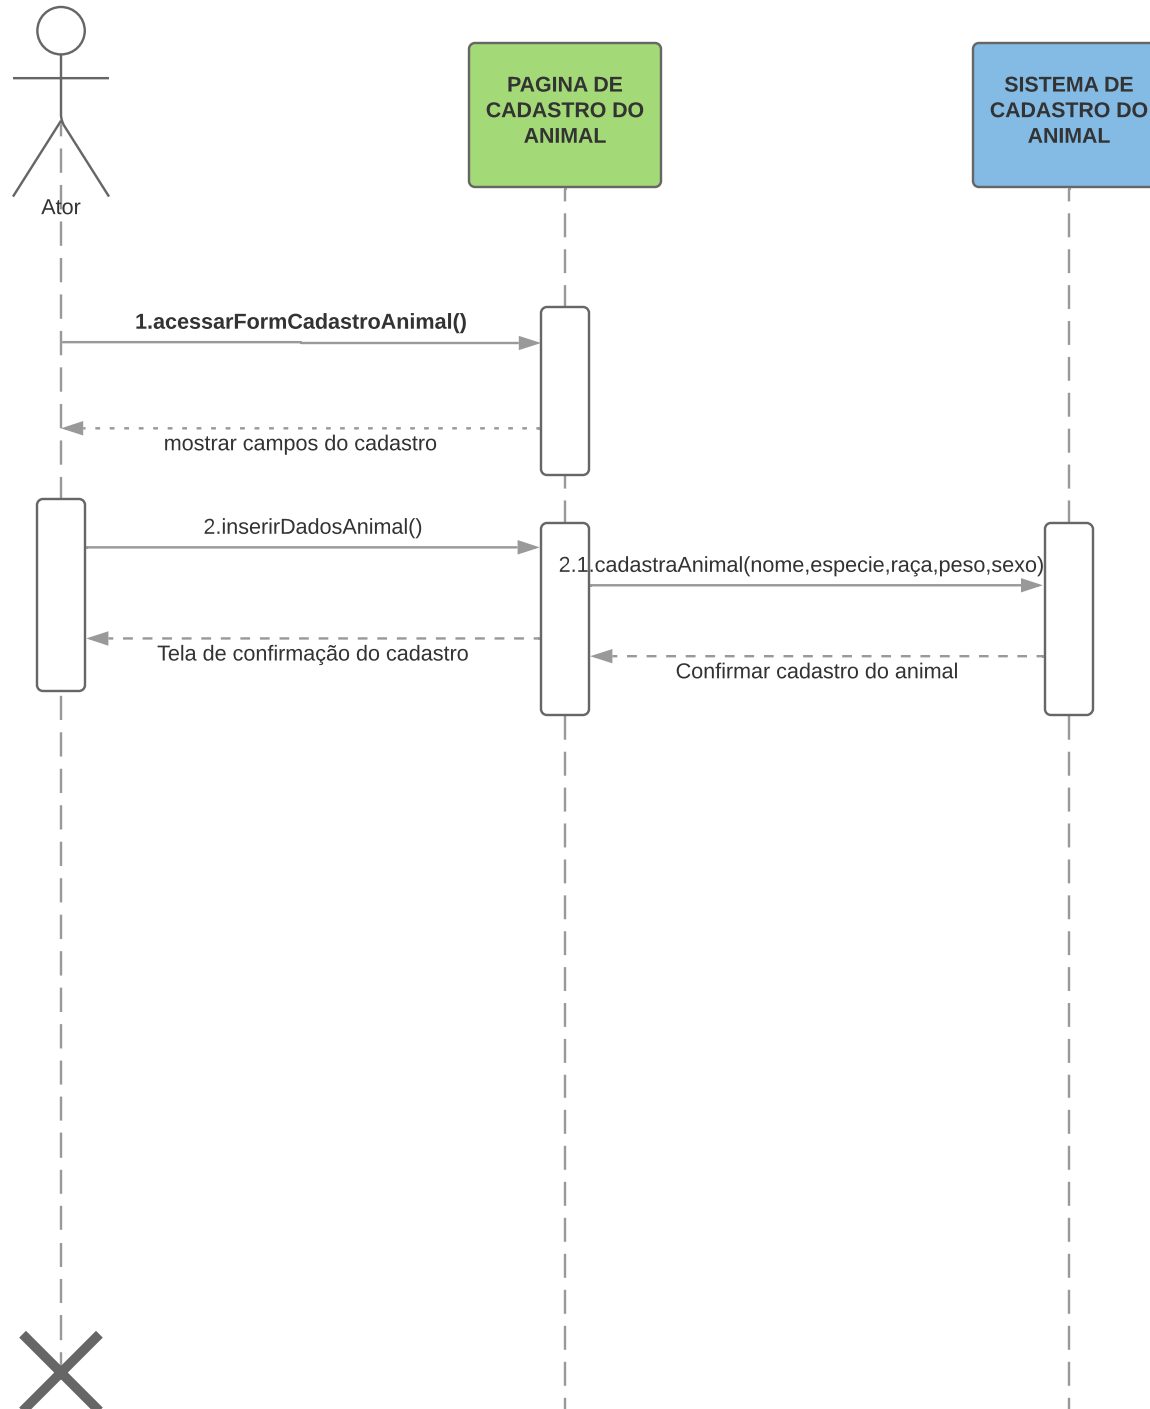 PAGINA DE
CADASTRO DO
ANIMAL
SISTEMA DE
CADASTRO DO
ANIMAL
Ator
1.acessarFormCadastroAnimal()
mostrar campos do cadastro
2.inserirDadosAnimal()
2.1.cadastraAnimal(nome,especie,raça,peso,sexo)
Tela de confirmação do cadastro
Confirmar cadastro do animal